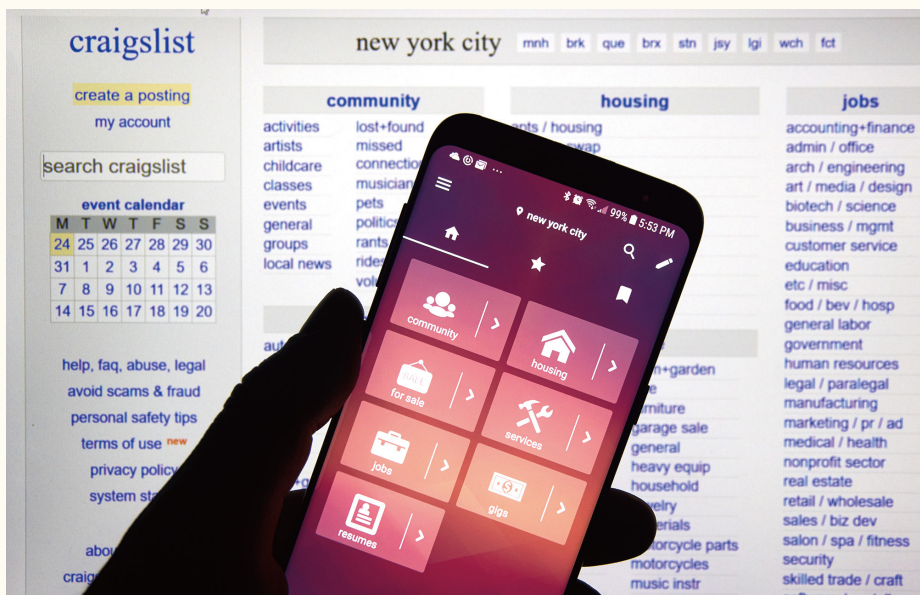 craigslist
create a posting
my account
search craigslist
event calendar
M T W T F S S
24 25 26 27 28 29 30
31 1 2 3 4 5 6
7 8 9 10 11 12 13
14 15 16 17 18 19 20
help, faq, abuse, legal
avoid scams & fraud
personal safety tips
terms of use new
privacy policy
system
new york city mnh brk que brx stn jsy lgi wch fct
community
activities lost+found
artists missed
childcare
classes
events pets
general
groups rants
local news
housing
/ housing
swap
garden
garage sale
general
heavy equip
household
motorcycle parts
motorcycles
music instr
jobs
accounting+finance
admin / office
arch / engineering
art / media / design
biotech / science
business / mgmt
customer service
education
etc / misc
food / bev / hosp
general labor
government
human resources
legal / paralegal
manufacturing
marketing / pr / ad
medical / health
nonprofit sector
real estate
retail / wholesale
sales / biz dev
salon / spa / fitness
security
skilled trade / craft
99% 5:53 PM
new york city
community
housing
for sale
services
jobs
gigs
resumes